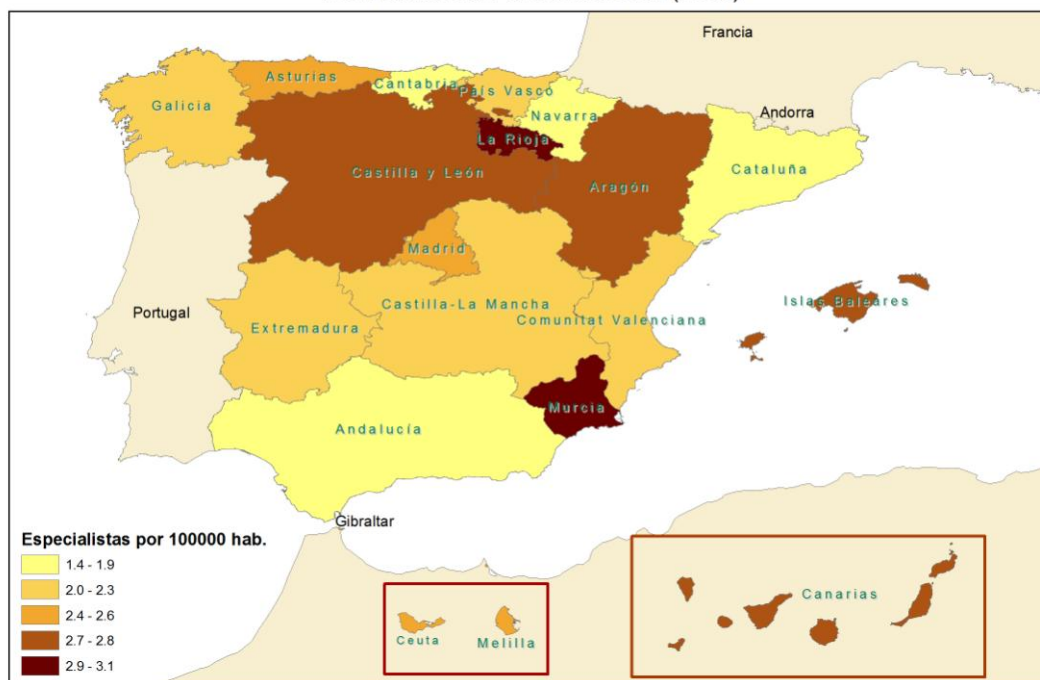 Francia
Asturias
Cantabria
País Vasco
Galicia
Navarra
Andorra
La Rioja
Castilla y León
Aragón
Cataluña
Madrid
Islas Baleares
Castilla-La Mancha
Portugal
Extremadura
Comunitat Valenciana
Murcia
Andalucía
Gibraltar
Especialistas por 100000 hab.
1.4 - 1.9
2.0 - 2.3
2.4 - 2.6
2.7 - 2.8
2.9 - 3.1
Ceuta
Melilla
Canarias